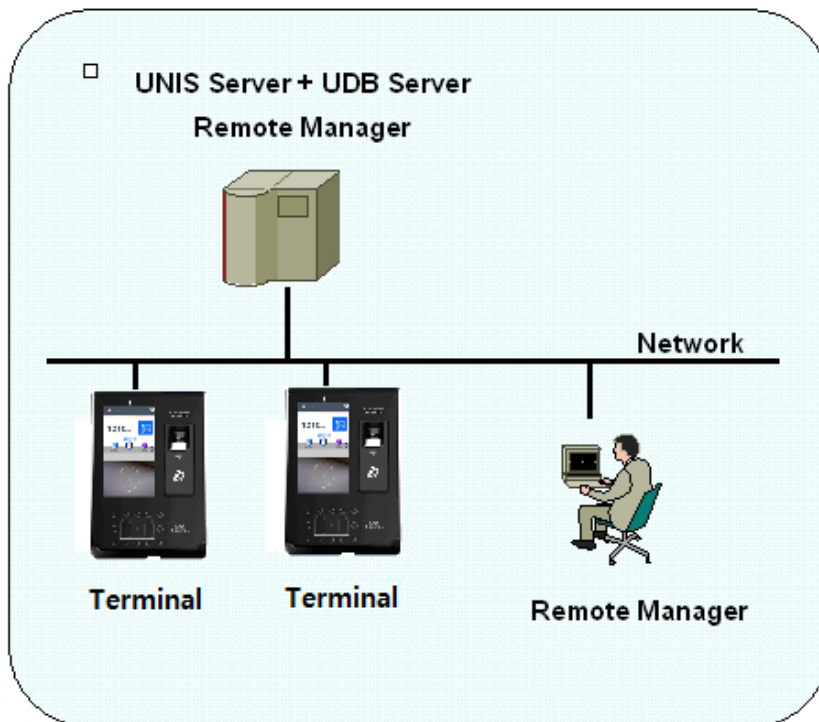 UNIS Server + UDB Server
Remote Manager
Network
Terminal
Terminal
Remote Manager